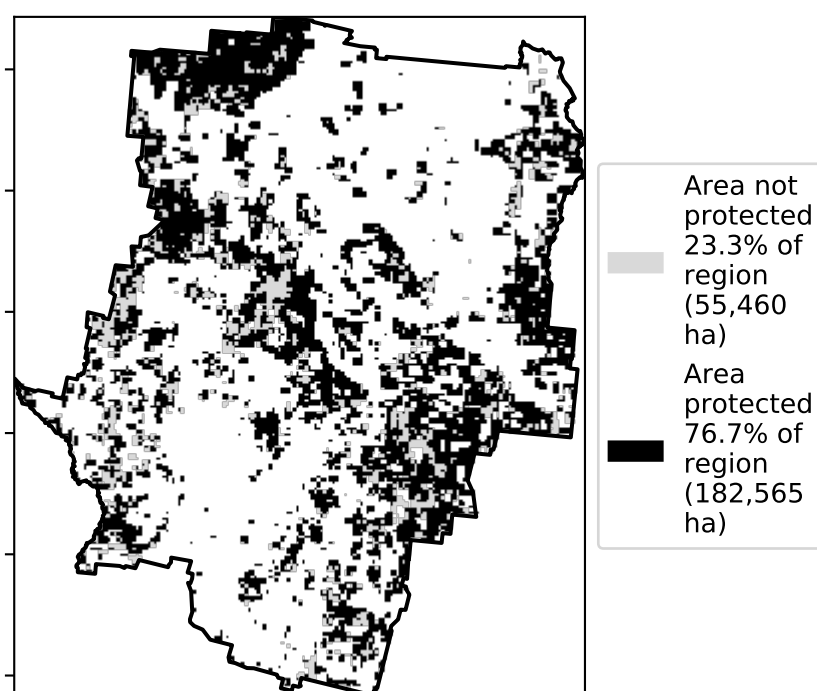 Area not
protected
23.3% of
region
(55,460
ha)
Area
protected
76.7% of
region
(182,565
ha)